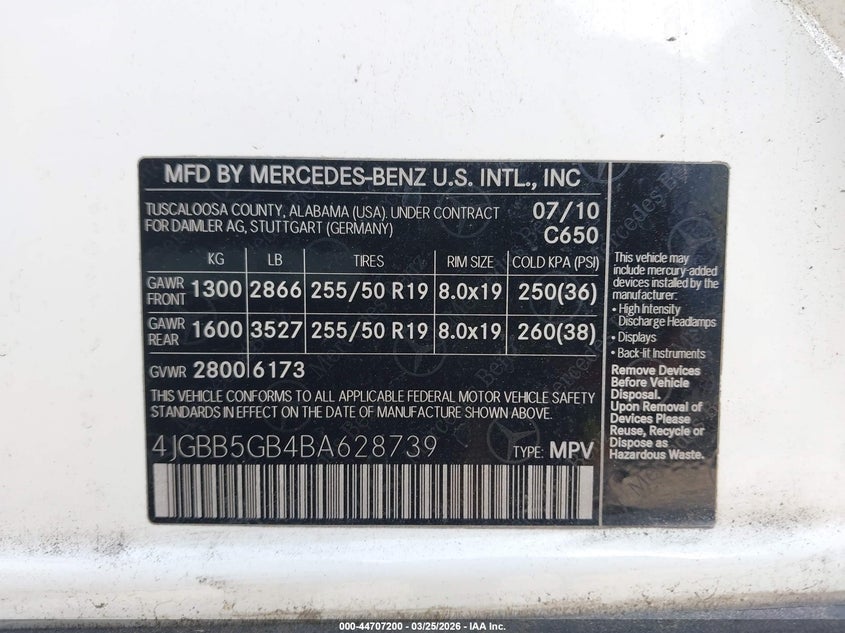 MFD BY MERCEDES-BENZ U.S. INTL., INC
TUSCALOOSA COUNTY, ALABAMA (USA). UNDER CONTRACT
FOR DAIMLER AG, STUTTGART (GERMANY)
07/10
C650
KG LB TIRES RIM SIZE COLD KPA (PSI)
GAWR FRONT 1300 2866 255/50 R19 8.0x19 250(36)
GAWR REAR 1600 3527 255/50 R19 8.0x19 260(38)
GVWR 2800 6173
THIS VEHICLE CONFORMS TO ALL APPLICABLE FEDERAL MOTOR VEHICLE SAFETY
STANDARDS IN EFFECT ON THE DATE OF MANUFACTURE SHOWN ABOVE.
4JGBB5GB4BA628739 TYPE: MPV
This vehicle may
include mercury-added
devices installed by the
manufacturer:
• High Intensity
Discharge Headlamps
• Displays
• Back-lit Instruments
Remove Devices
Before Vehicle
Disposal.
Upon Removal of
Devices Please
Reuse, Recycle or
Dispose as
Hazardous Waste.
000-44707200 - 03/25/2026 - IAA Inc.